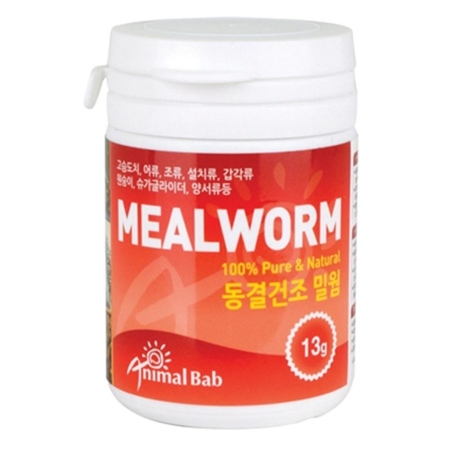 고슴도치, 어류, 조류, 설치류, 갑각류
원숭이, 슈가글라이더, 양서류등
MEALWORM
100% Pure & Natural
동결건조 밀웜
13g
Animal Bab